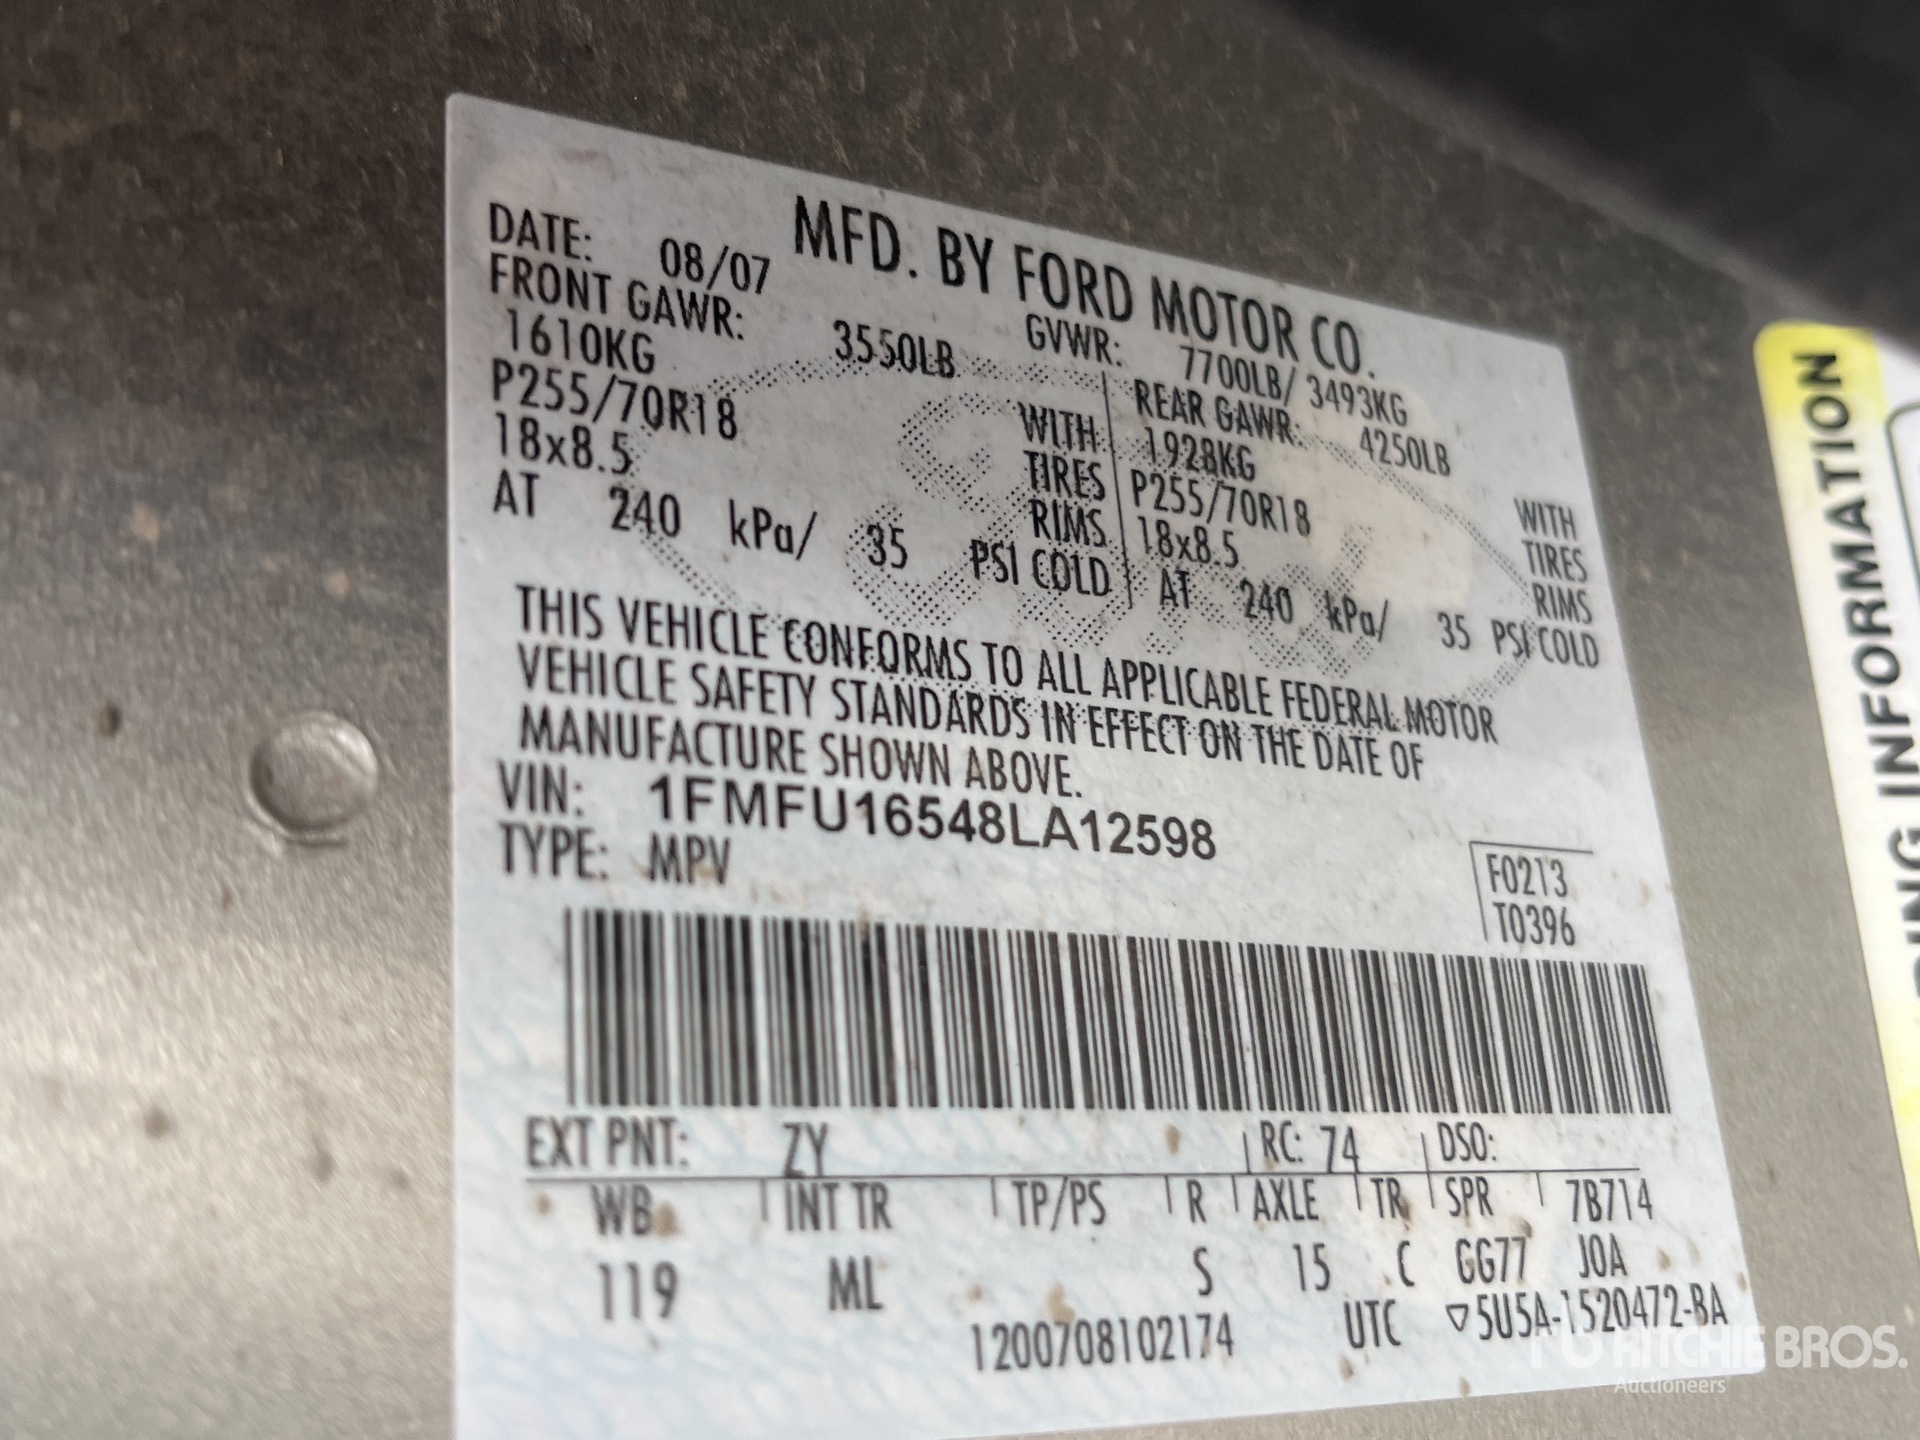 MFD. BY FORD MOTOR CO.
DATE: 08/07 GVWR: 7700LB/ 3493KG
FRONT GAWR: 3550LB REAR GAWR: 4250LB
1610KG WITH 1928KG WITH
P255/70R18 TIRES P255/70R18 TIRES
18x8.5 RIMS 18x8.5 RIMS
AT 240 kPa/ 35 PSI COLD AT 240 kPa/ 35 PSI COLD
THIS VEHICLE CONFORMS TO ALL APPLICABLE FEDERAL MOTOR
VEHICLE SAFETY STANDARDS IN EFFECT ON THE DATE OF
MANUFACTURE SHOWN ABOVE.
VIN: 1FMFU16548LA12598
TYPE: MPV
F0213
T0396
EXT PNT: ZY RC: 74 DSO:
WB INT TR TP/PS R AXLE TR SPR 7B714
119 ML S 15 C GG77 JOA
1200708102174 UTC ▽5U5A-1520472-BA
INFORMATION
RITCHIE BROS.
Auctioneers